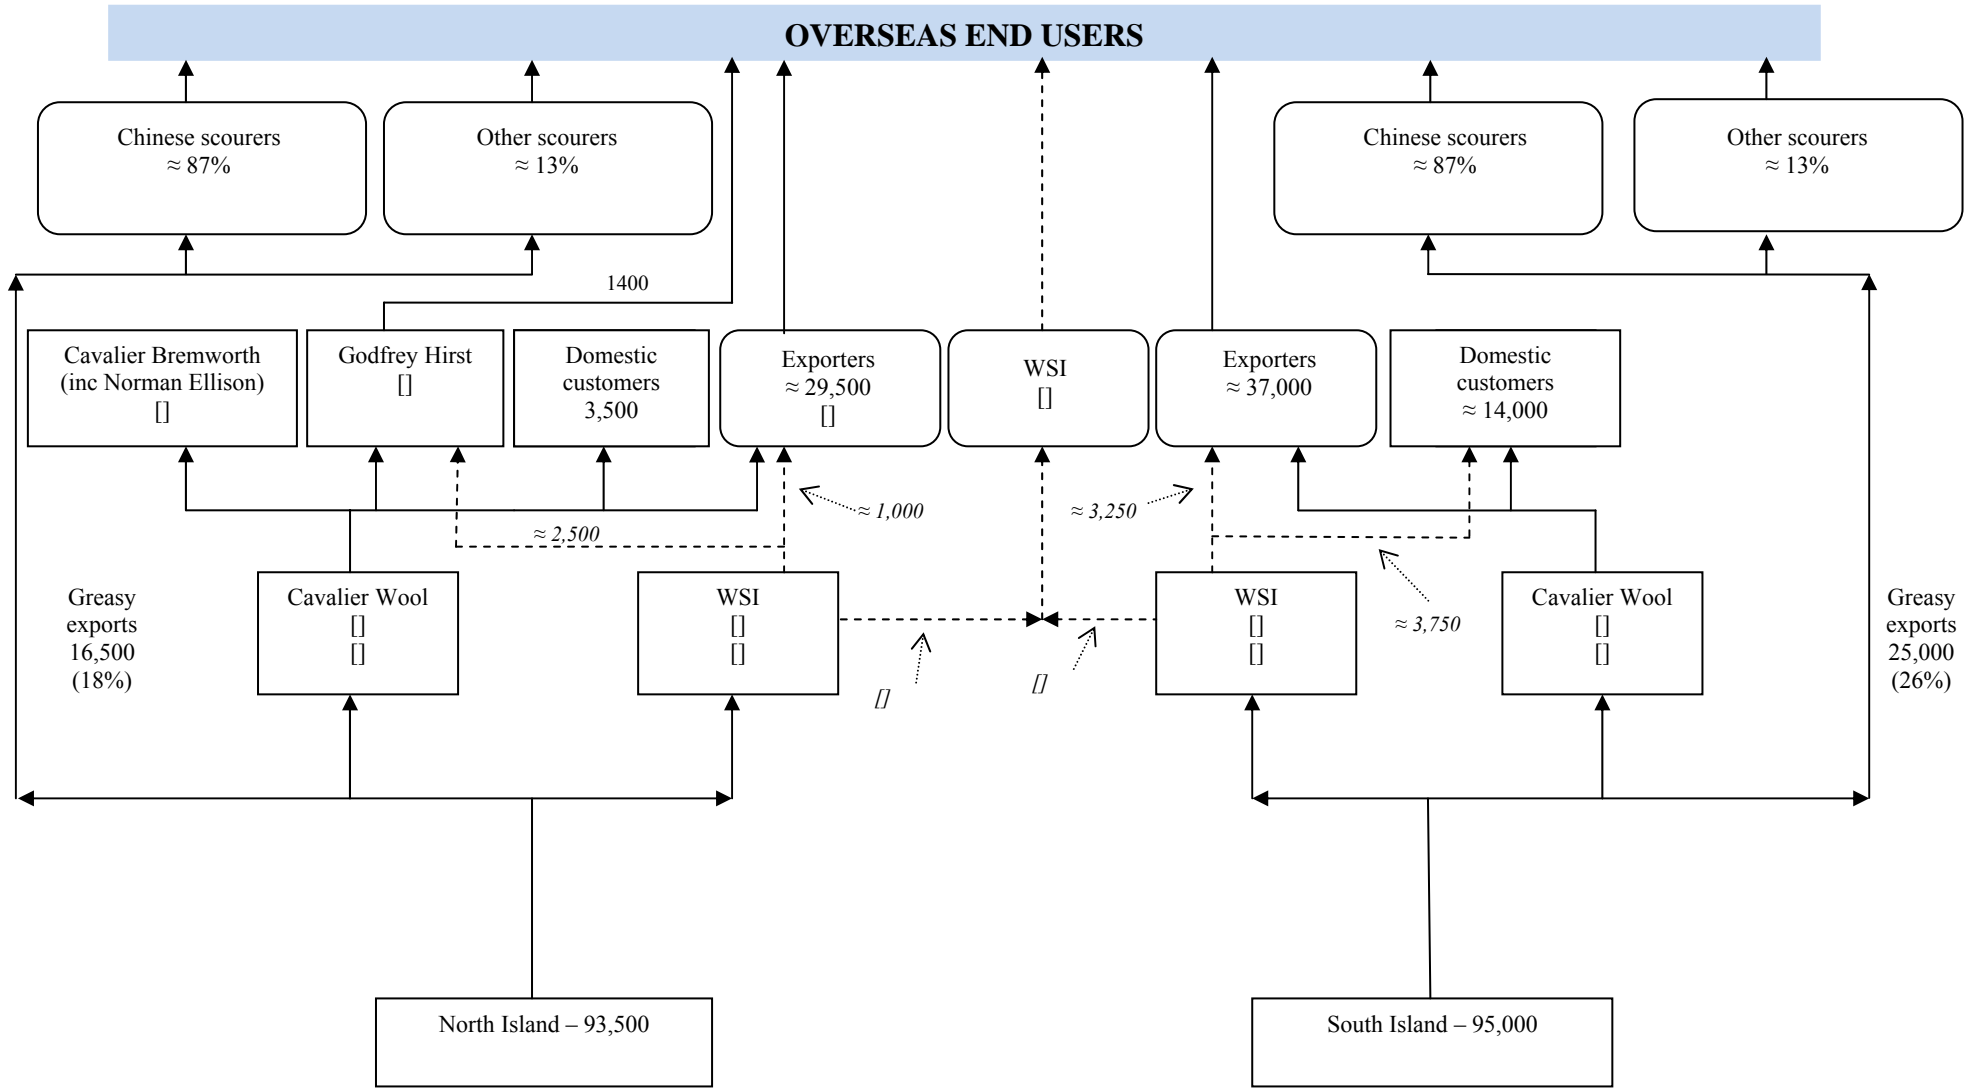 OVERSEAS END USERS
Chinese scourers
≈ 87%
Other scourers
≈ 13%
Chinese scourers
≈ 87%
Other scourers
≈ 13%
1400
Cavalier Bremworth
(inc Norman Ellison)
[]
Godfrey Hirst
[]
Domestic
customers
3,500
Exporters
≈ 29,500
[]
WSI
[]
Exporters
≈ 37,000
Domestic
customers
≈ 14,000
≈ 1,000
≈ 3,250
≈ 2,500
Greasy
exports
16,500
(18%)
Cavalier Wool
[]
[]
WSI
[]
[]
[]
[]
WSI
[]
[]
≈ 3,750
Cavalier Wool
[]
[]
Greasy
exports
25,000
(26%)
North Island – 93,500
South Island – 95,000